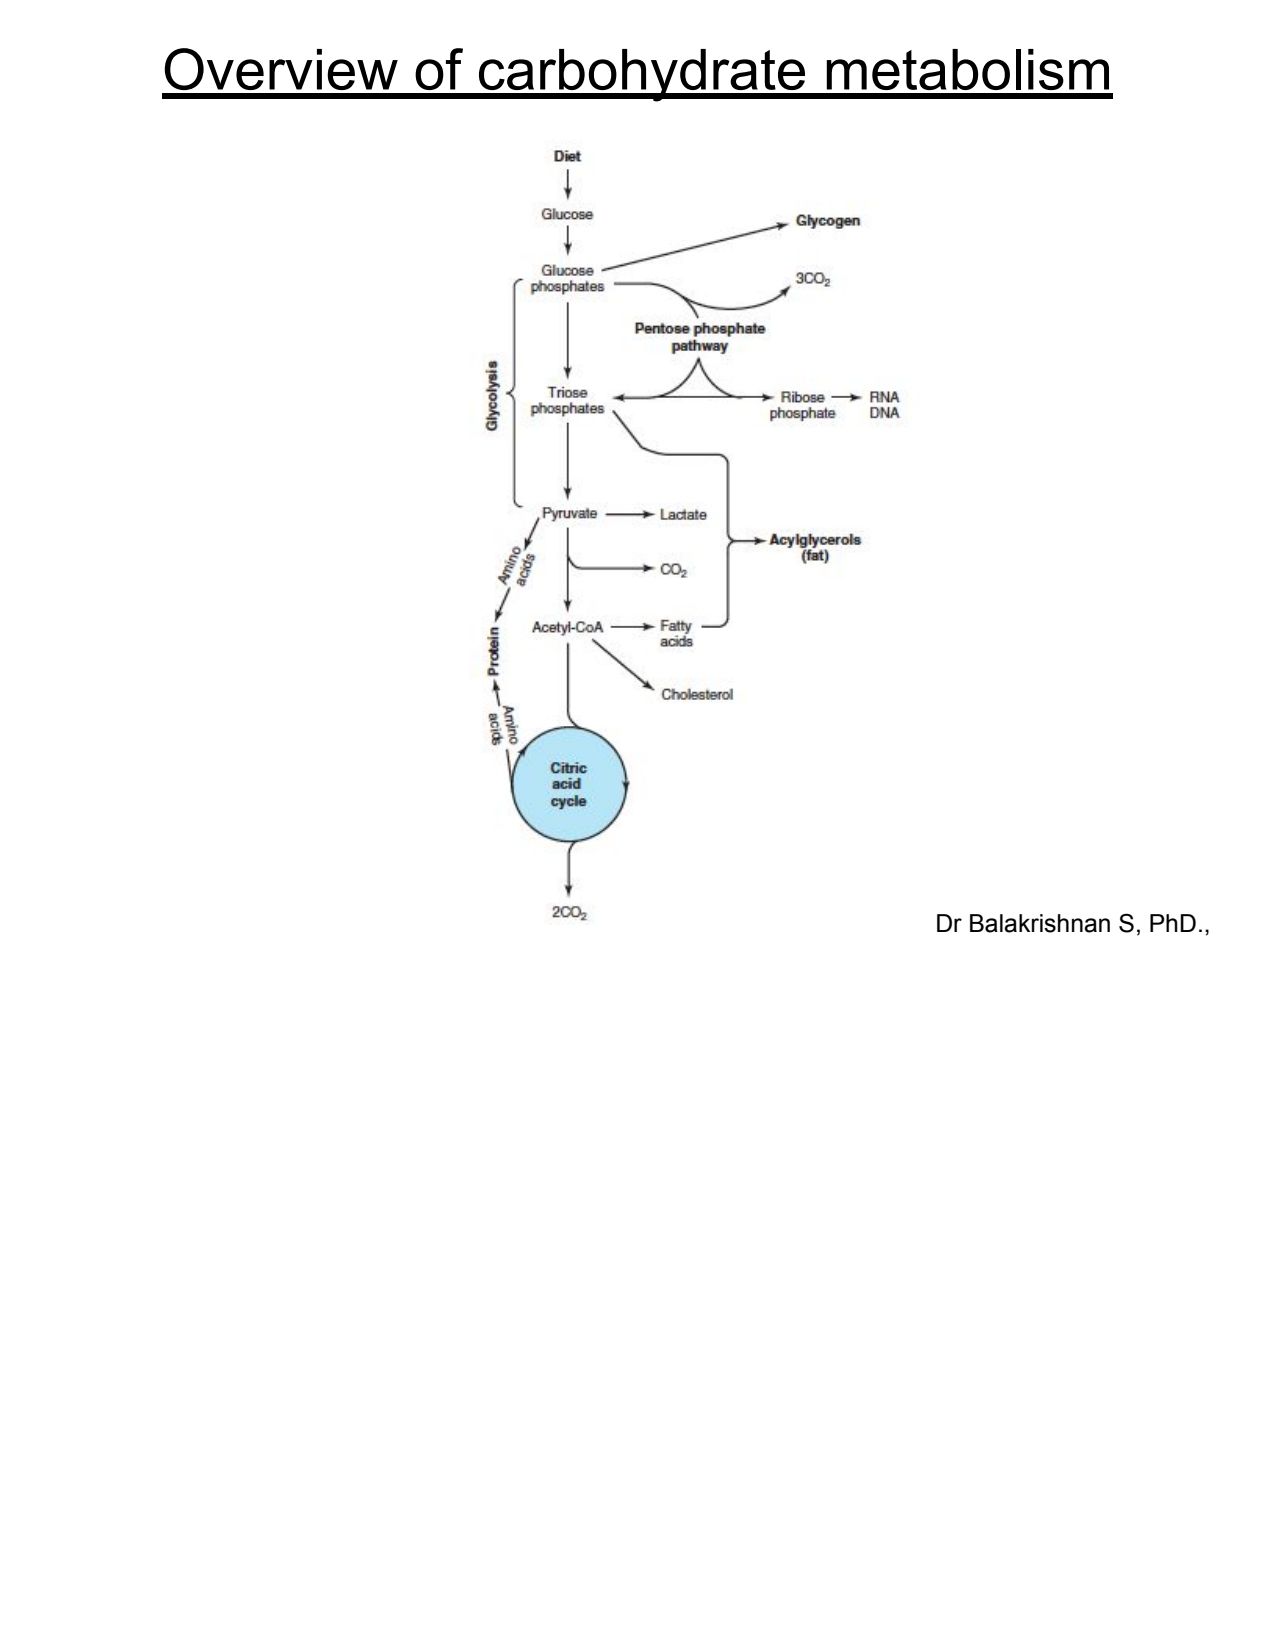 Overview of carbohydrate metabolism
Diet
Glucose
Glycogen
Glucose
phosphates
3CO₂
Pentose phosphate
pathway
Glycolysis
Triose
phosphates
Ribose
phosphate
RNA
DNA
Pyruvate
Lactate
Acylglycerols
(fat)
Amino
acids
CO₂
Acetyl-CoA
Fatty
acids
Protein
Cholesterol
Amino
acids
Citric
acid
cycle
2CO₂
Dr Balakrishnan S, PhD.,